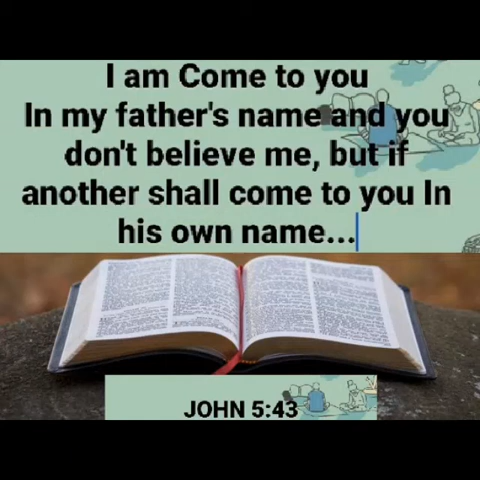 I am Come to you
In my father's name and you
don't believe me, but if
another shall come to you In
his own name...
JOHN 5:43